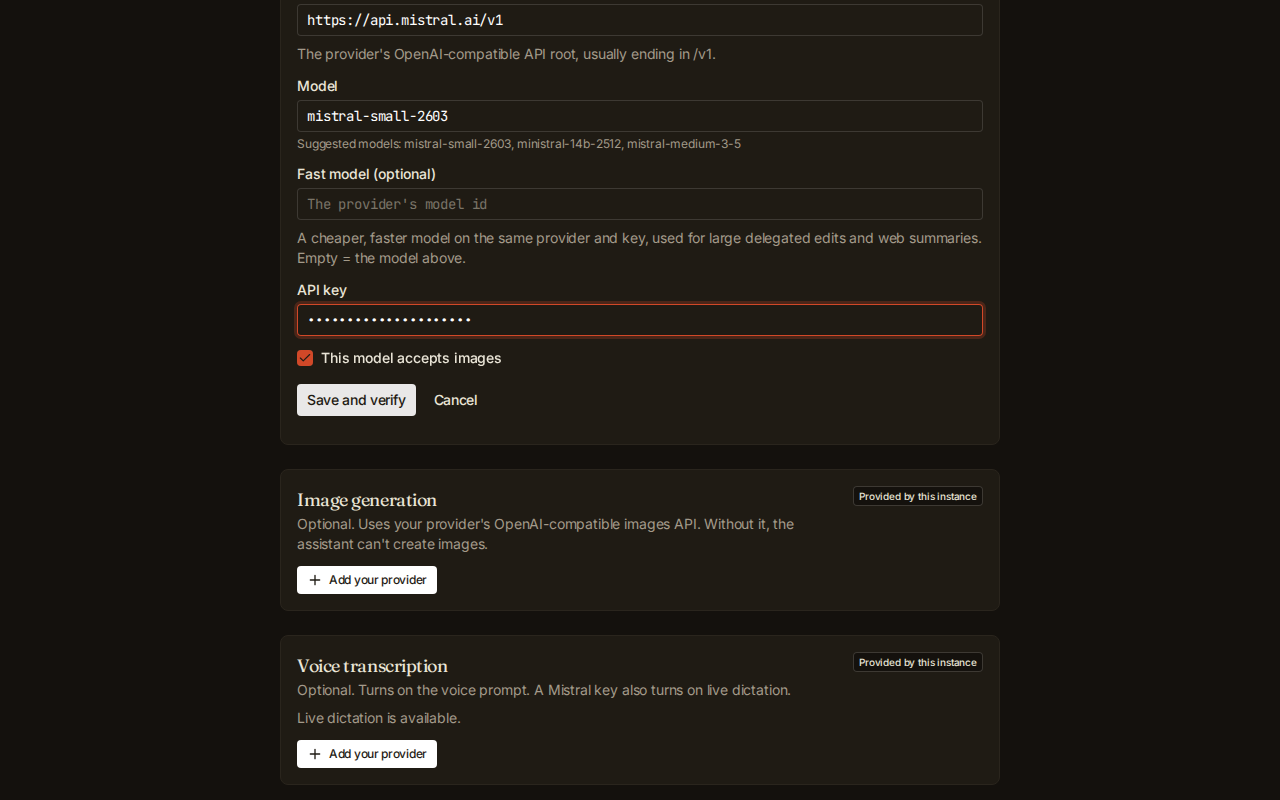 https://api.mistral.ai/v1
The provider's OpenAI-compatible API root, usually ending in /v1.
Model
mistral-small-2603
Suggested models: mistral-small-2603, ministral-14b-2512, mistral-medium-3-5
Fast model (optional)
The provider's model id
A cheaper, faster model on the same provider and key, used for large delegated edits and web summaries.
Empty = the model above.
API key
•••••••••••••••••••••
This model accepts images
Save and verify
Cancel
Image generation
Provided by this instance
Optional. Uses your provider's OpenAI-compatible images API. Without it, the
assistant can't create images.
Add your provider
Voice transcription
Provided by this instance
Optional. Turns on the voice prompt. A Mistral key also turns on live dictation.
Live dictation is available.
Add your provider